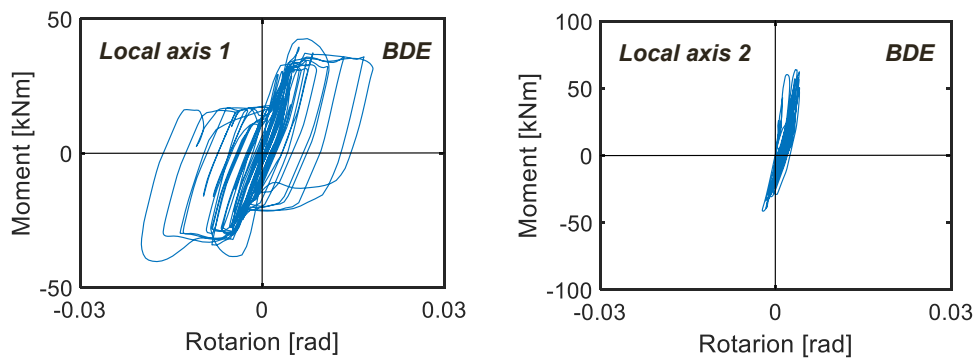 50
Local axis 1
BDE
Moment [kNm]
0
-50
-0.03
0
0.03
Rotarion [rad]
100
Local axis 2
BDE
50
Moment [kNm]
0
-50
-100
-0.03
0
0.03
Rotarion [rad]